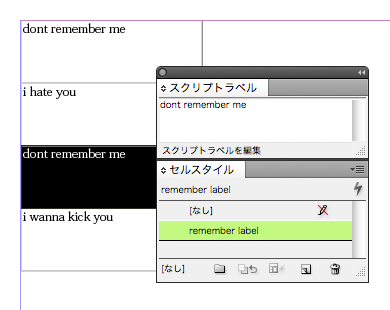 dont remember me
i hate you
dont remember me
i wanna kick you
スクリプトラベル
dont remember me
スクリプトラベルを編集
セルスタイル
remember label
[なし]
remember label
[なし]